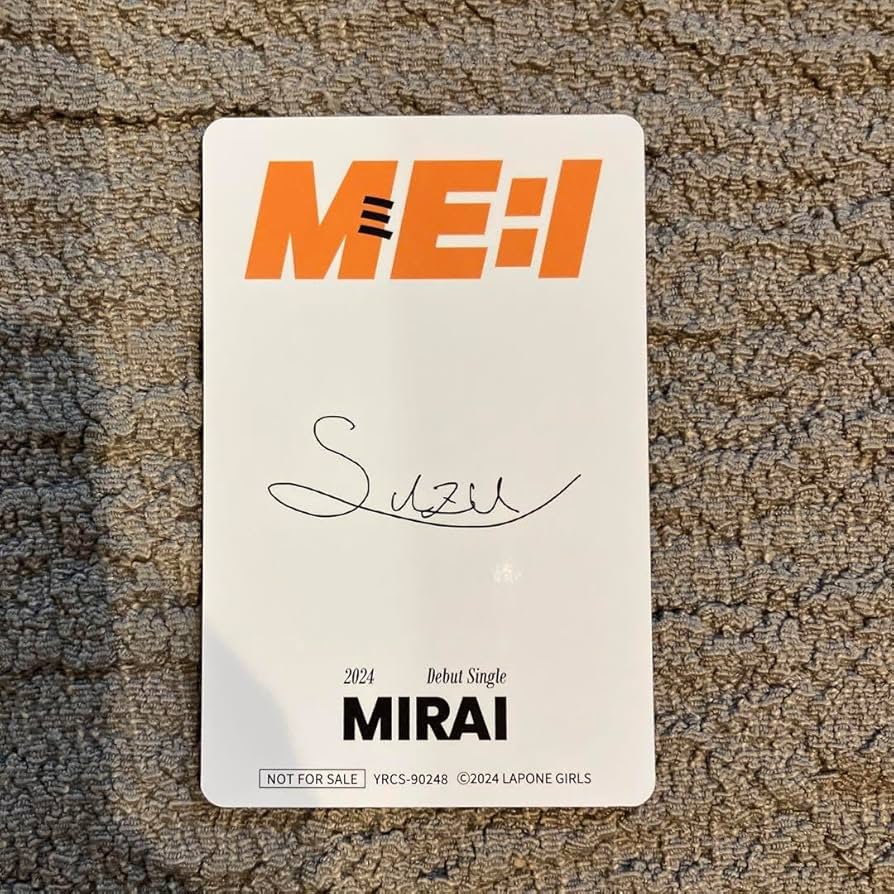 ME:I
Suzu
2024 Debut Single
MIRAI
NOT FOR SALE YRCS-90248 ©2024 LAPONE GIRLS